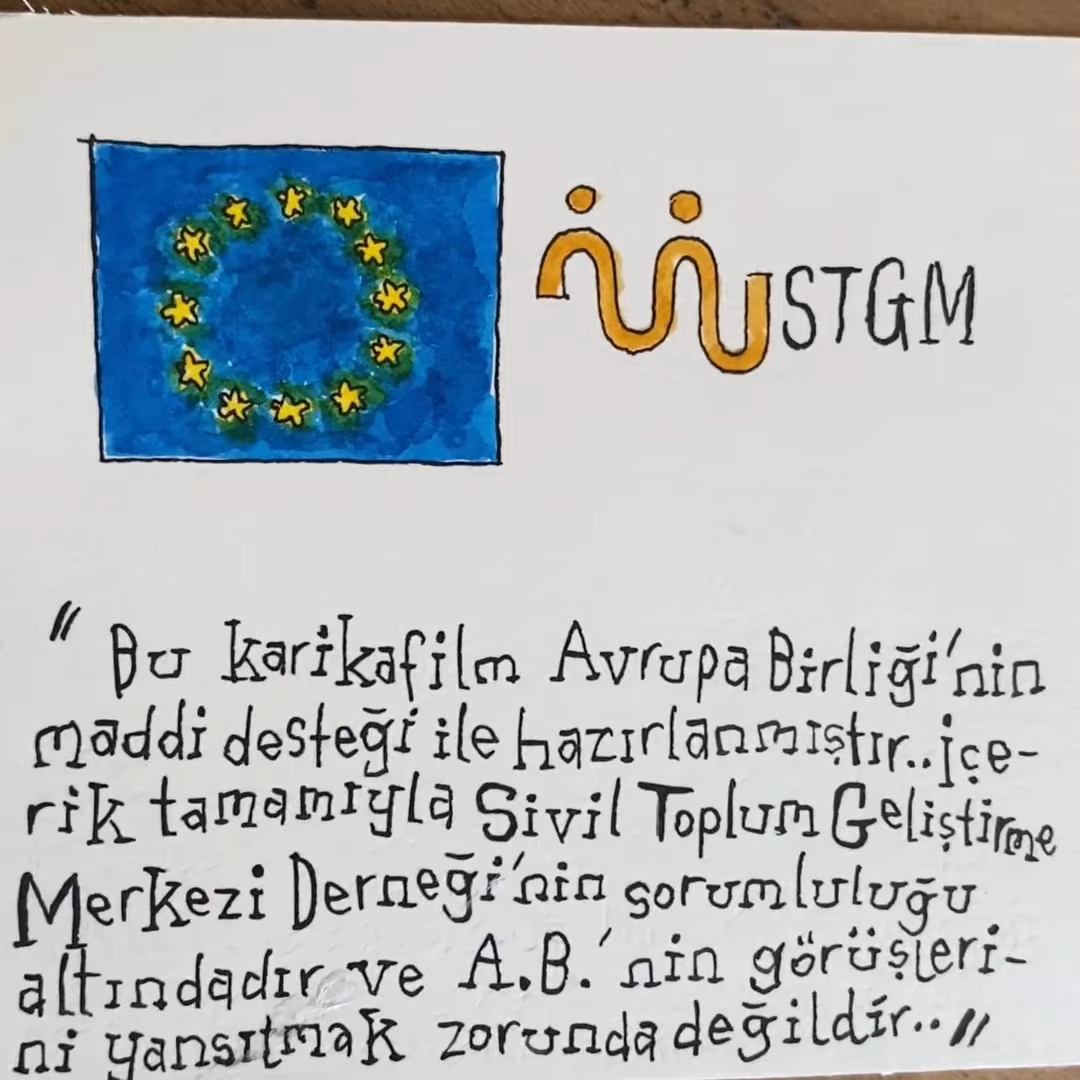 STGM
" Bu karikafilm Avrupa Birliği'nin
maddi desteği ile hazırlanmıştır..içe-
rik tamamıyla Sivil Toplum Geliştirme
Merkezi Derneği'nin sorumluluğu
altındadır ve A.B.'nin görüşleri-
ni yansıtmak zorunda değildir.."